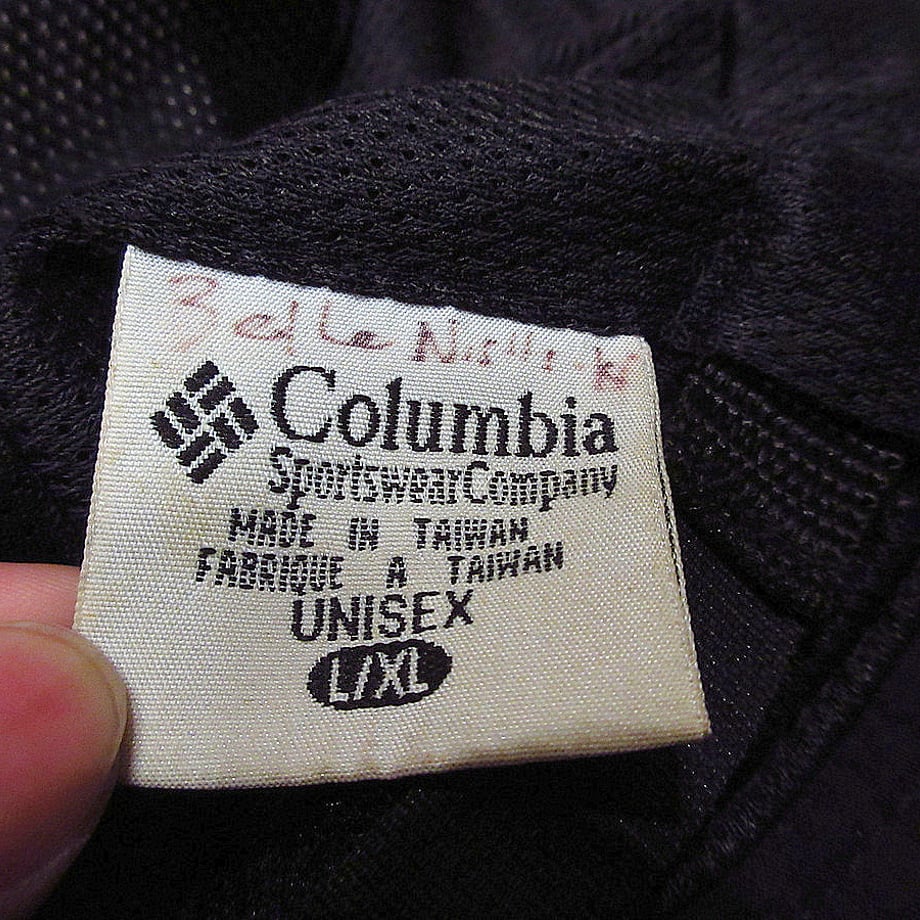 Columbia
SportswearCompany
MADE IN TAIWAN
FABRIQUE A TAIWAN
UNISEX
L/XL